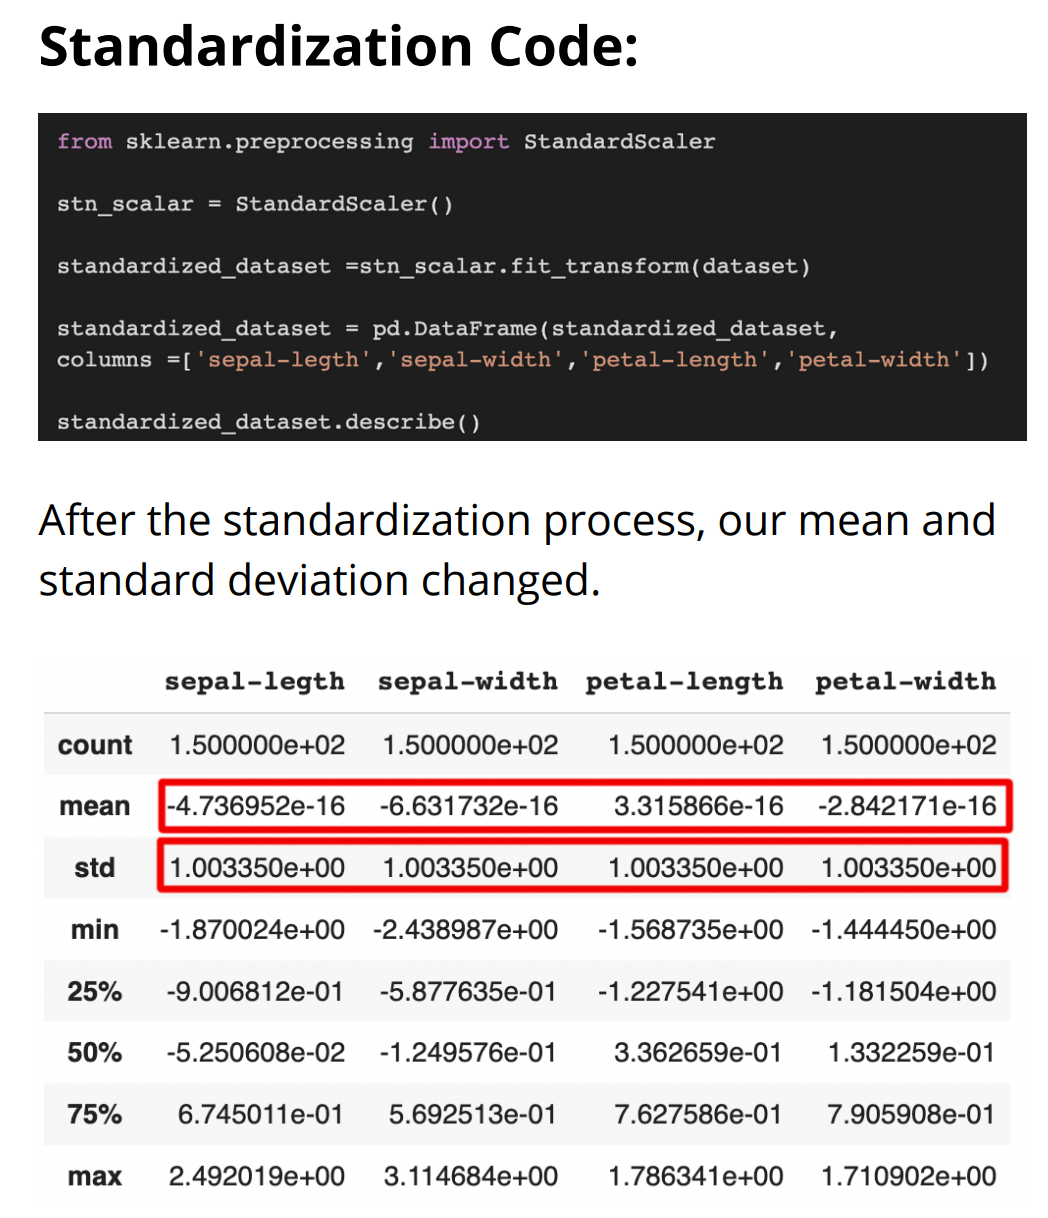 Standardization Code:
from sklearn.preprocessing import StandardScaler
stn_scalar = StandardScaler()
standardized_dataset =stn_scalar.fit_transform(dataset)
standardized_dataset = pd.DataFrame(standardized_dataset,
columns =['sepal-legth','sepal-width','petal-length','petal-width'])
standardized_dataset.describe()
After the standardization process, our mean and
standard deviation changed.
sepal-legth sepal-width petal-length petal-width
count 1.500000e+02 1.500000e+02 1.500000e+02 1.500000e+02
mean -4.736952e-16 -6.631732e-16 3.315866e-16 -2.842171e-16
std 1.003350e+00 1.003350e+00 1.003350e+00 1.003350e+00
min -1.870024e+00 -2.438987e+00 -1.568735e+00 -1.444450e+00
25% -9.006812e-01 -5.877635e-01 -1.227541e+00 -1.181504e+00
50% -5.250608e-02 -1.249576e-01 3.362659e-01 1.332259e-01
75% 6.745011e-01 5.692513e-01 7.627586e-01 7.905908e-01
max 2.492019e+00 3.114684e+00 1.786341e+00 1.710902e+00